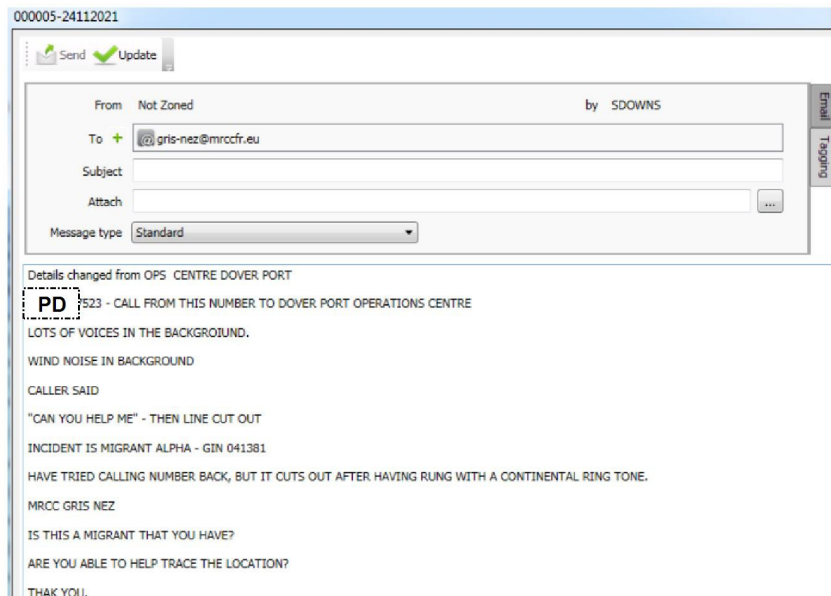 000005-24112021
Send Update
From Not Zoned by SDOWNS
To + @ gris-nez@mrccfr.eu
Subject
Attach ...
Message type Standard
Email
Tagging
Details changed from OPS CENTRE DOVER PORT
PD 7523 - CALL FROM THIS NUMBER TO DOVER PORT OPERATIONS CENTRE
LOTS OF VOICES IN THE BACKGROIUND.
WIND NOISE IN BACKGROUND
CALLER SAID
"CAN YOU HELP ME" - THEN LINE CUT OUT
INCIDENT IS MIGRANT ALPHA - GIN 041381
HAVE TRIED CALLING NUMBER BACK, BUT IT CUTS OUT AFTER HAVING RUNG WITH A CONTINENTAL RING TONE.
MRCC GRIS NEZ
IS THIS A MIGRANT THAT YOU HAVE?
ARE YOU ABLE TO HELP TRACE THE LOCATION?
THAK YOU.